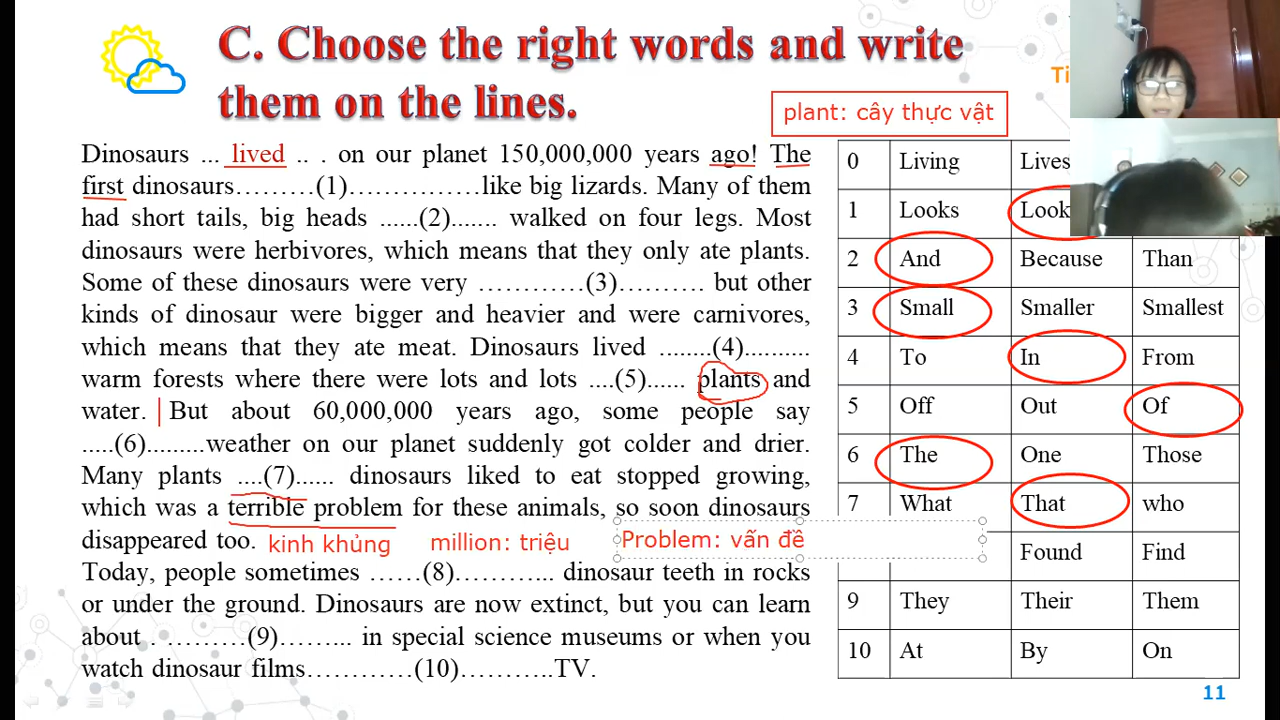 C. Choose the right words and write
them on the lines.
plant: cây thực vật
Dinosaurs ... lived .. . on our planet 150,000,000 years ago! The
first dinosaurs………(1)……………like big lizards. Many of them
had short tails, big heads ......(2)....... walked on four legs. Most
dinosaurs were herbivores, which means that they only ate plants.
Some of these dinosaurs were very …………(3)………. but other
kinds of dinosaur were bigger and heavier and were carnivores,
which means that they ate meat. Dinosaurs lived ........(4)..........
warm forests where there were lots and lots ....(5)...... plants and
water. But about 60,000,000 years ago, some people say
.....(6).........weather on our planet suddenly got colder and drier.
Many plants ....(7)...... dinosaurs liked to eat stopped growing,
which was a terrible problem for these animals, so soon dinosaurs
disappeared too. kinh khủng million: triệu Problem: vấn đề
Today, people sometimes ……(8)………... dinosaur teeth in rocks
or under the ground. Dinosaurs are now extinct, but you can learn
about . ………(9)……... in special science museums or when you
watch dinosaur films…………(10)………..TV.
0 Living Lives
1 Looks
2 And Because Than
3 Small Smaller Smallest
4 To In From
5 Off Out Of
6 The One Those
7 What That who
Found Find
9 They Their Them
10 At By On
11